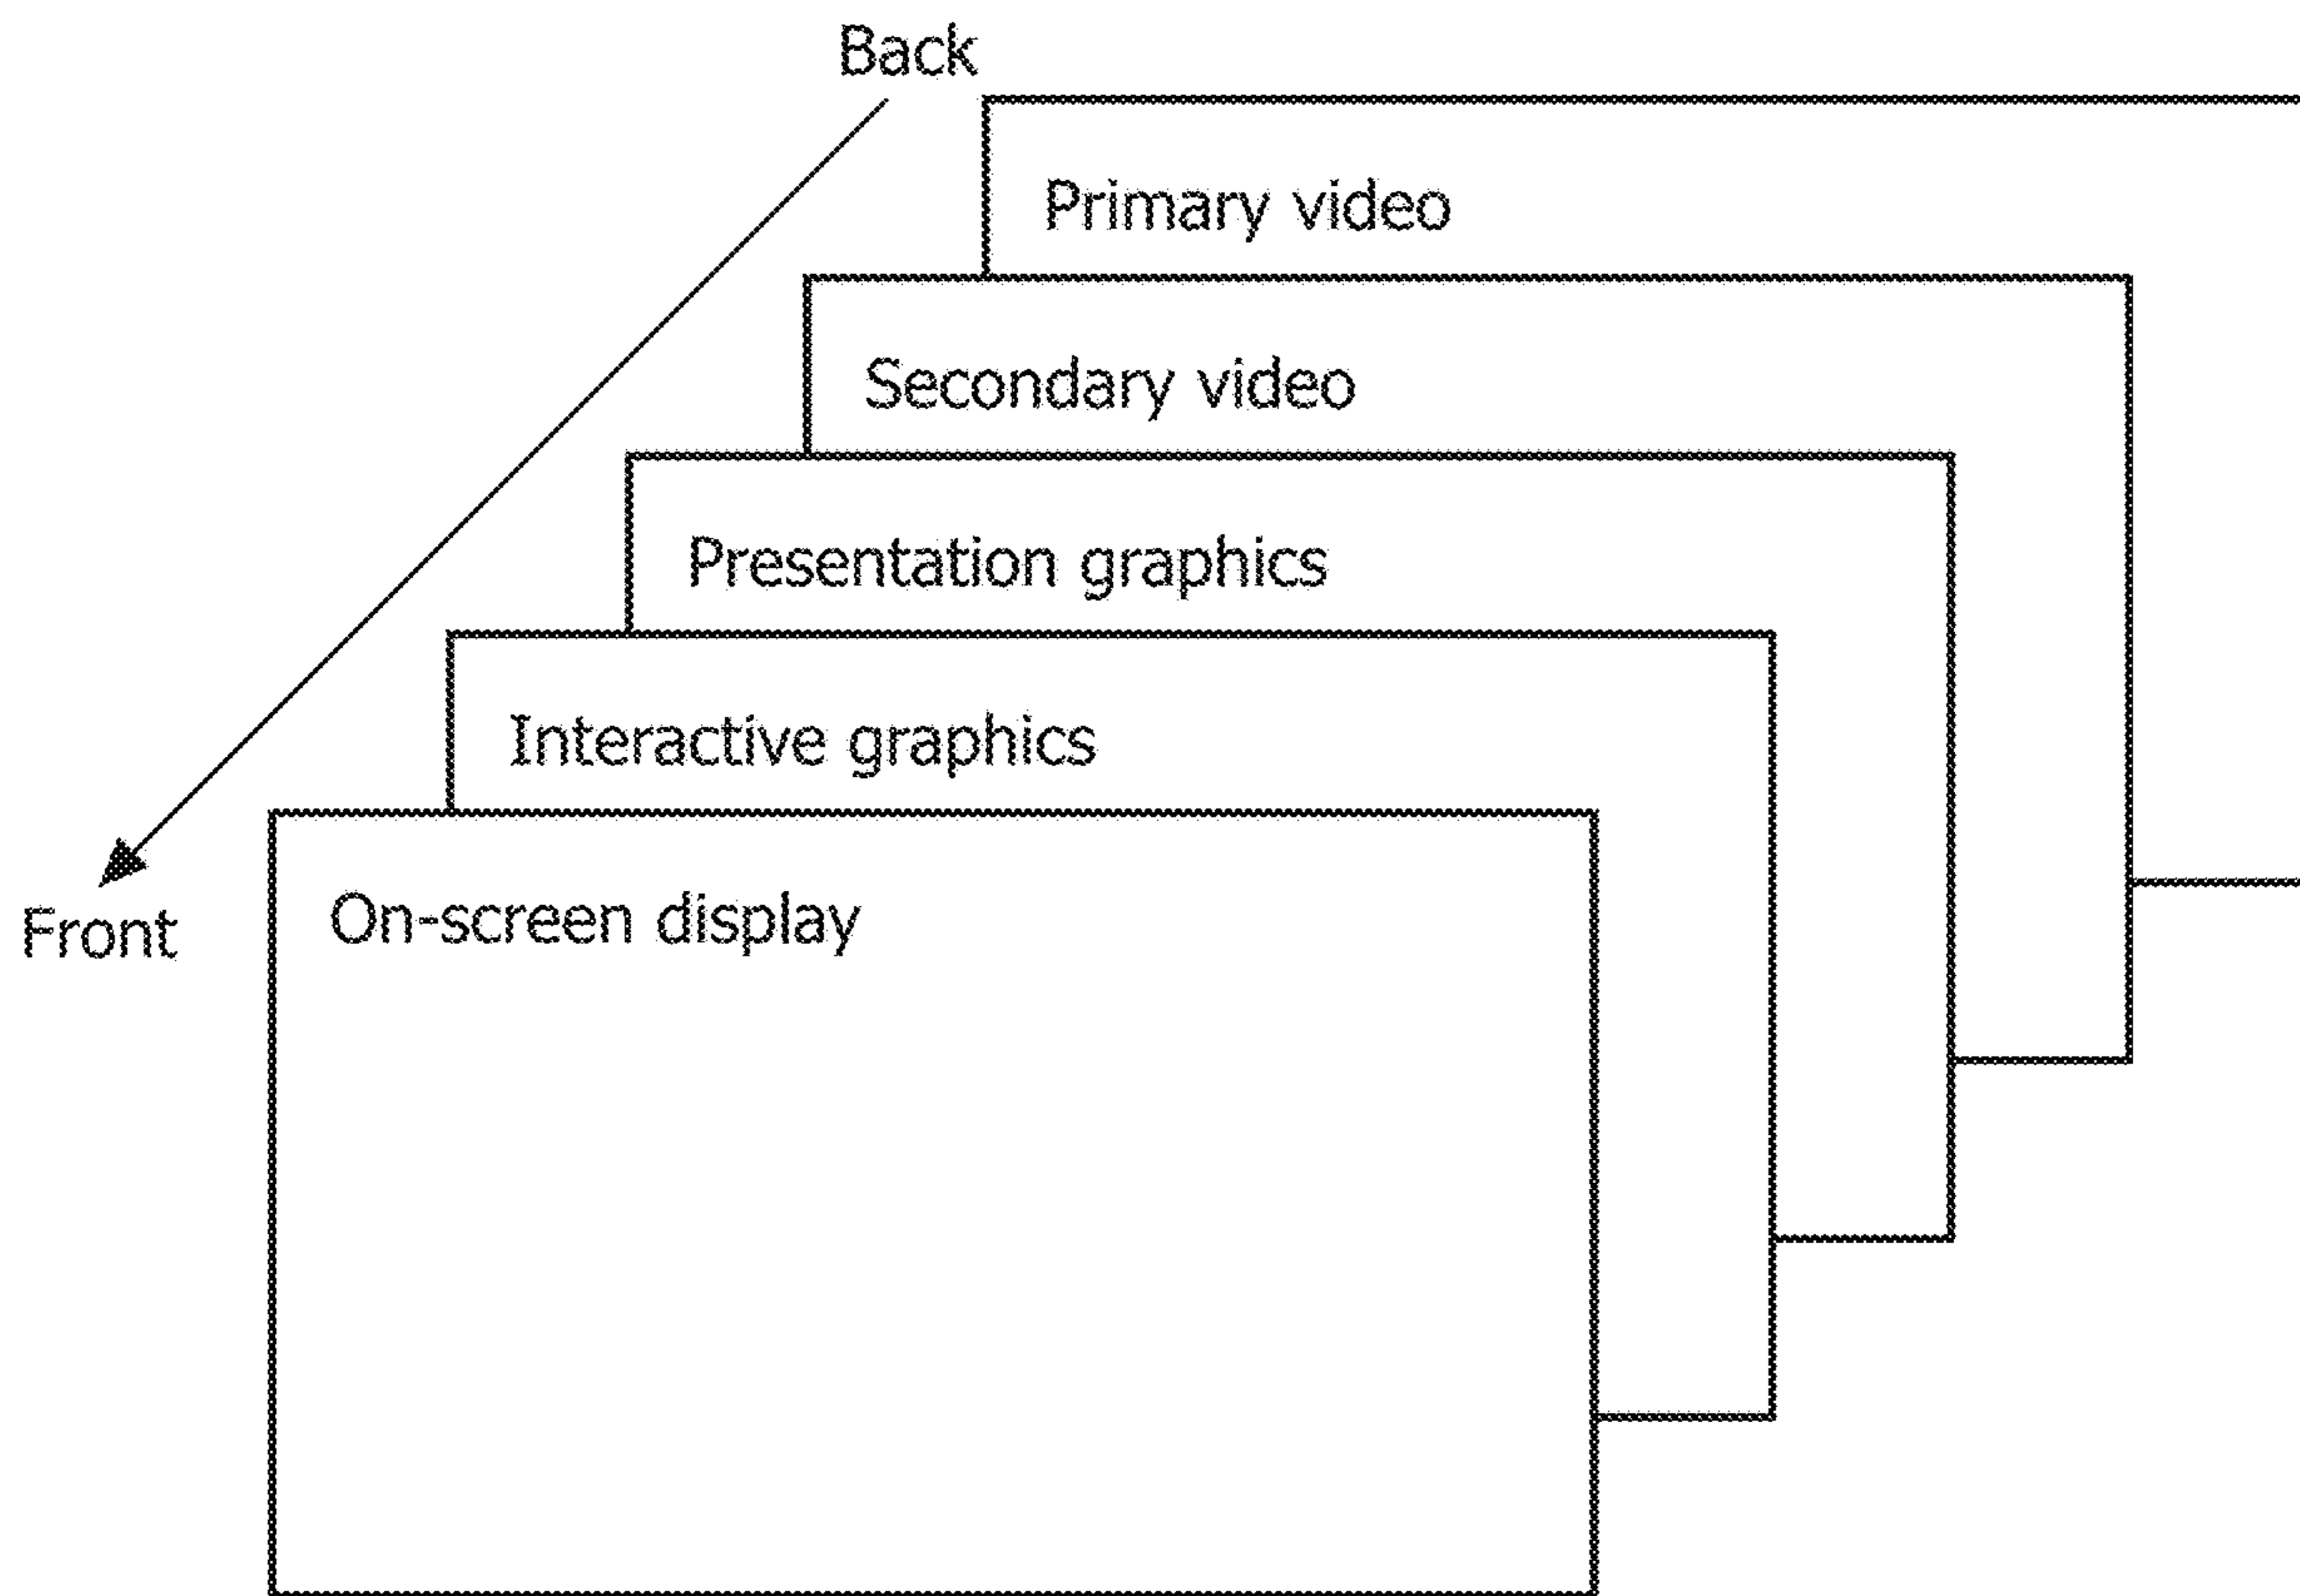 Back
Primary video
Secondary video
Presentation graphics
Interactive graphics
On-screen display
Front